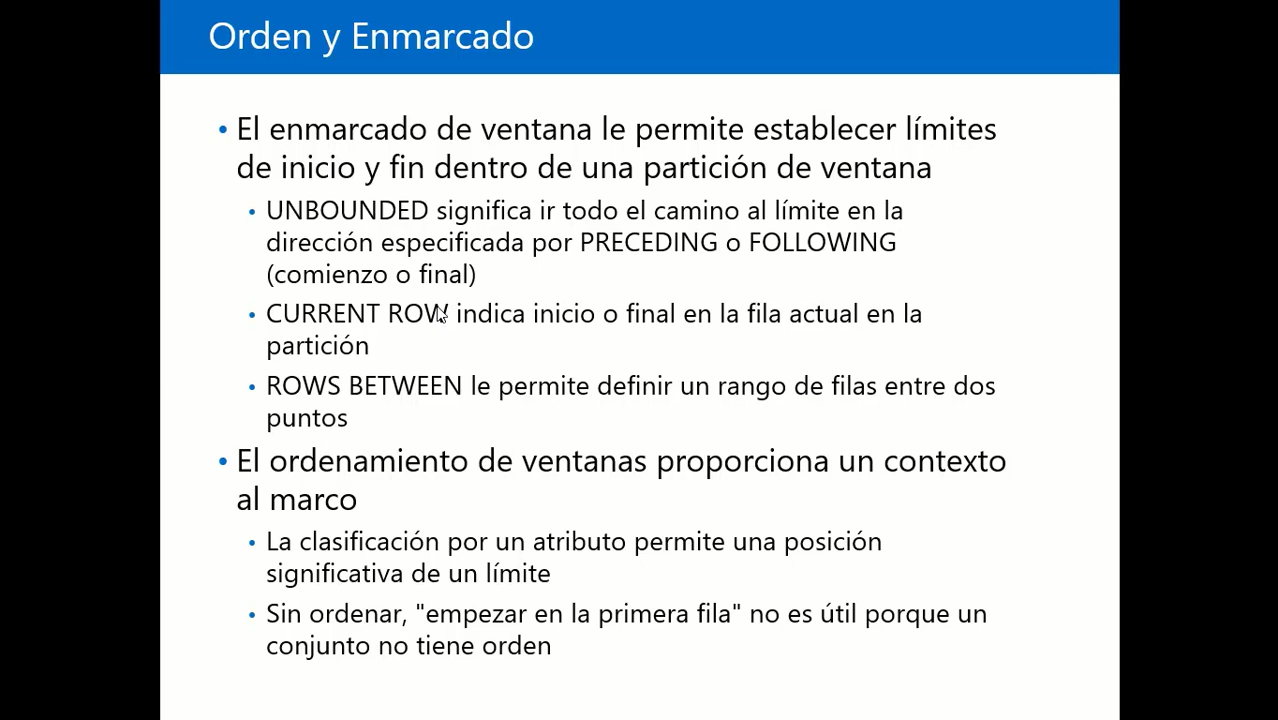 Orden y Enmarcado
• El enmarcado de ventana le permite establecer límites
de inicio y fin dentro de una partición de ventana
• UNBOUNDED significa ir todo el camino al límite en la
dirección especificada por PRECEDING o FOLLOWING
(comienzo o final)
• CURRENT ROW indica inicio o final en la fila actual en la
partición
• ROWS BETWEEN le permite definir un rango de filas entre dos
puntos
• El ordenamiento de ventanas proporciona un contexto
al marco
• La clasificación por un atributo permite una posición
significativa de un límite
• Sin ordenar, "empezar en la primera fila" no es útil porque un
conjunto no tiene orden